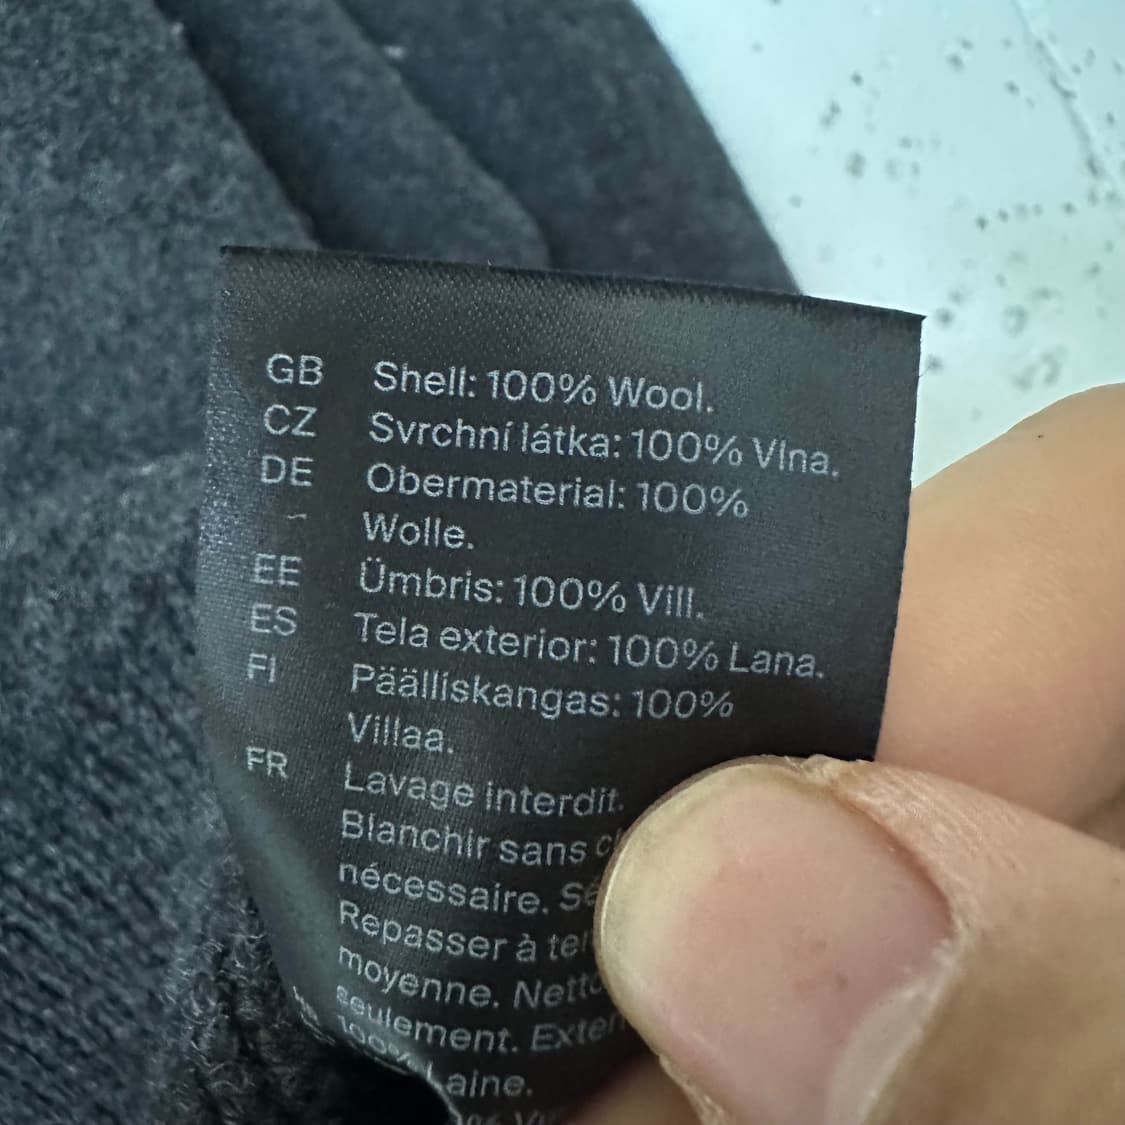 GB Shell: 100% Wool.
CZ Svrchní látka: 100% Vlna.
DE Obermaterial: 100%
Wolle.
EE Ümbris: 100% Vill.
ES Tela exterior: 100% Lana.
FI Päälliskangas: 100%
Villaa.
FR Lavage interdit.
Blanchir sans
nécessaire.
Repasser à
moyenne.
seulement.
100% Laine.